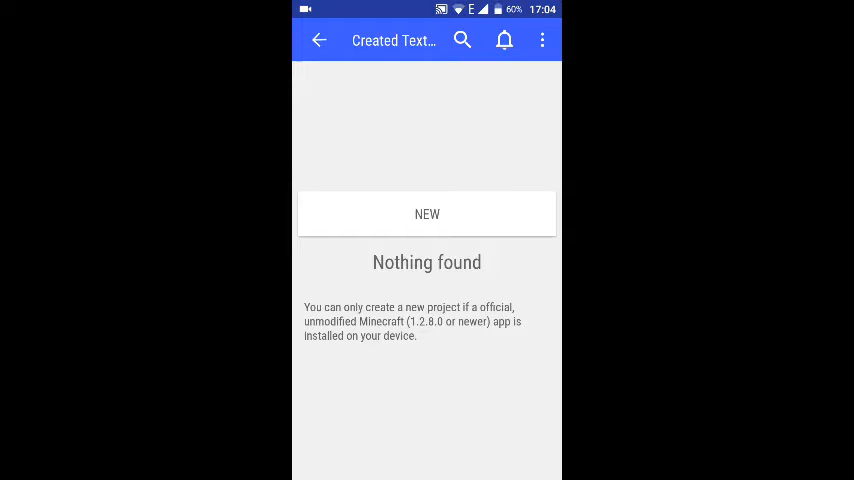 E 60% 17:04
Created Text...
NEW
Nothing found
You can only create a new project if a official,
unmodified Minecraft (1.2.8.0 or newer) app is
installed on your device.